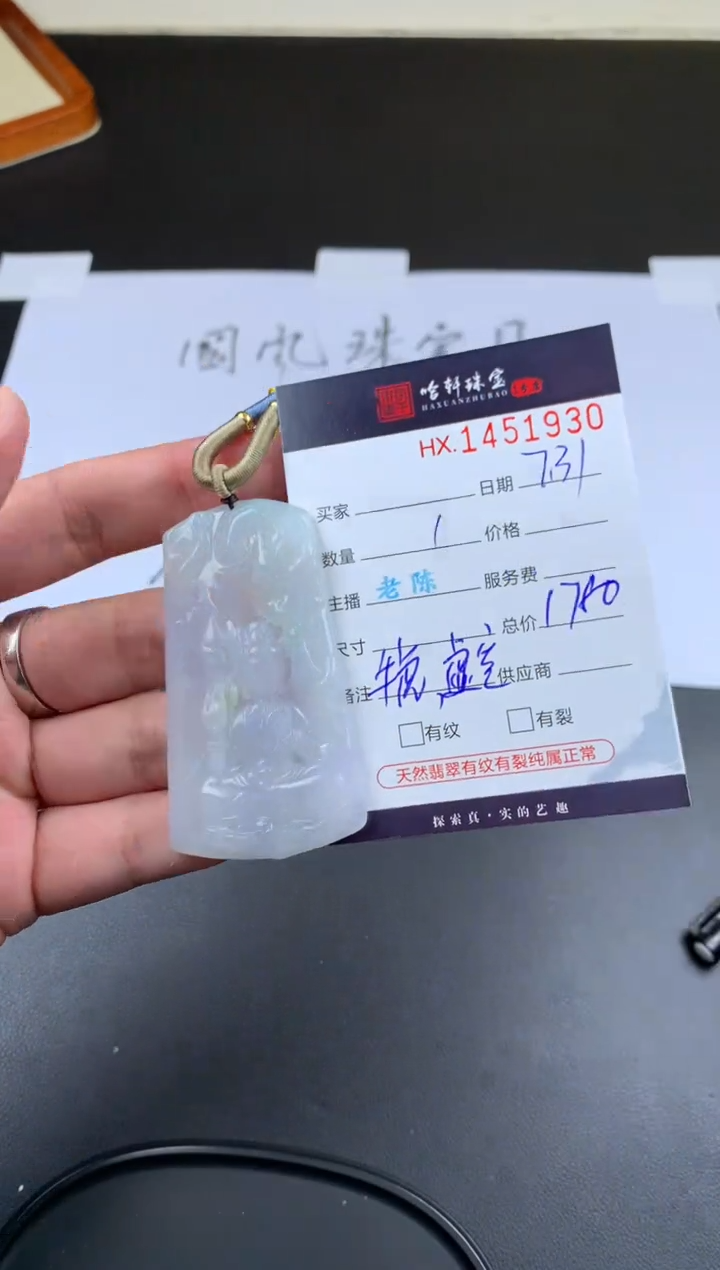 國 珠宝
哈轩珠宝
HAXUANZHUBAO
HX.1451930
买家 日期 7.31
数量 1 价格
主播 老陈 服务费
尺寸 总价 1780
备注 供应商
有纹 有裂
天然翡翠有纹有裂纯属正常
探索真·实的艺趣